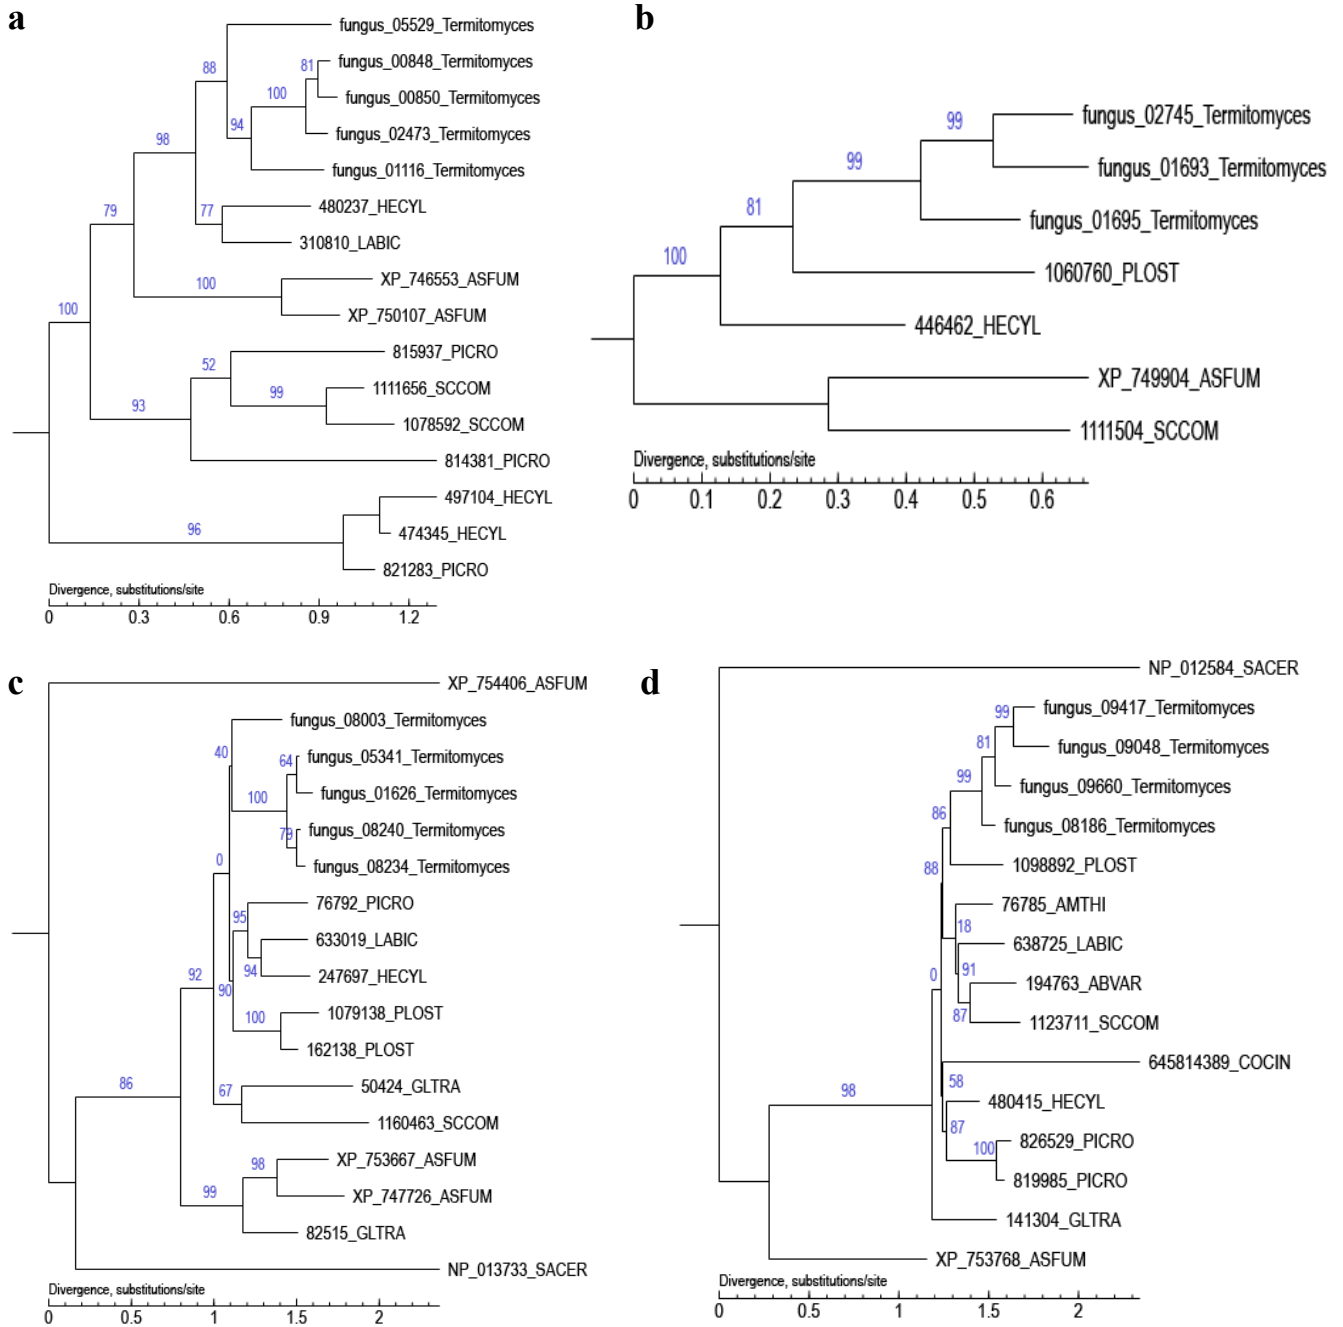 a
fungus_05529_Termitomyces
fungus_00848_Termitomyces
81
88
fungus_00850_Termitomyces
100
94
fungus_02473_Termitomyces
98
fungus_01116_Termitomyces
480237_HECYL
79
77
310810_LABIC
XP_746553_ASFUM
100
XP_750107_ASFUM
100
815937_PICRO
52
1111656_SCCOM
99
93
1078592_SCCOM
814381_PICRO
497104_HECYL
96
474345_HECYL
821283_PICRO
Divergence, substitutions/site
0 0.3 0.6 0.9 1.2
b
fungus_02745_Termitomyces
99
99
fungus_01693_Termitomyces
81
fungus_01695_Termitomyces
100
1060760_PLOST
446462_HECYL
XP_749904_ASFUM
1111504_SCCOM
Divergence, substitutions/site
0 0.1 0.2 0.3 0.4 0.5 0.6
c
XP_754406_ASFUM
fungus_08003_Termitomyces
40
64
fungus_05341_Termitomyces
100
fungus_01626_Termitomyces
79
fungus_08240_Termitomyces
0
fungus_08234_Termitomyces
76792_PICRO
95
633019_LABIC
92
94
247697_HECYL
90
100
1079138_PLOST
162138_PLOST
86
67
50424_GLTRA
1160463_SCCOM
98
XP_753667_ASFUM
99
XP_747726_ASFUM
82515_GLTRA
NP_013733_SACER
Divergence, substitutions/site
0 0.5 1 1.5 2
d
NP_012584_SACER
99
fungus_09417_Termitomyces
81
fungus_09048_Termitomyces
99
fungus_09660_Termitomyces
86
fungus_08186_Termitomyces
88
1098892_PLOST
76785_AMTHI
18
638725_LABIC
0
91
194763_ABVAR
87
1123711_SCCOM
645814389_COCIN
98
58
480415_HECYL
87
100
826529_PICRO
819985_PICRO
141304_GLTRA
XP_753768_ASFUM
Divergence, substitutions/site
0 0.5 1 1.5 2